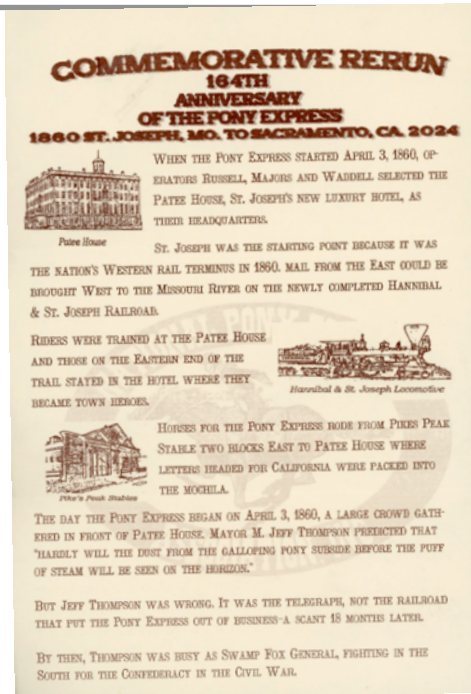 COMMEMORATIVE RERUN
164TH
ANNIVERSARY
OF THE PONY EXPRESS
1860 ST. JOSEPH, MO. TO SACRAMENTO, CA. 2024
WHEN THE PONY EXPRESS STARTED APRIL 3, 1860, OP-
ERATORS RUSSELL, MAJORS AND WADDELL SELECTED THE
PATEE HOUSE, ST. JOSEPH'S NEW LUXURY HOTEL, AS
THEIR HEADQUARTERS.
Patee House
ST. JOSEPH WAS THE STARTING POINT BECAUSE IT WAS
THE NATION'S WESTERN RAIL TERMINUS IN 1860. MAIL FROM THE EAST COULD BE
BROUGHT WEST TO THE MISSOURI RIVER ON THE NEWLY COMPLETED HANNIBAL
& ST. JOSEPH RAILROAD.
RIDERS WERE TRAINED AT THE PATEE HOUSE
AND THOSE ON THE EASTERN END OF THE
TRAIL STAYED IN THE HOTEL WHERE THEY
BECAME TOWN HEROES.
Hannibal & St. Joseph Locomotive
HORSES FOR THE PONY EXPRESS RODE FROM PIKES PEAK
STABLE TWO BLOCKS EAST TO PATEE HOUSE WHERE
LETTERS HEADED FOR CALIFORNIA WERE PACKED INTO
THE MOCHILA.
Pike's Peak Stables
THE DAY THE PONY EXPRESS BEGAN ON APRIL 3, 1860, A LARGE CROWD GATH-
ERED IN FRONT OF PATEE HOUSE. MAYOR M. JEFF THOMPSON PREDICTED THAT
"HARDLY WILL THE DUST FROM THE GALLOPING PONY SUBSIDE BEFORE THE PUFF
OF STEAM WILL BE SEEN ON THE HORIZON."
BUT JEFF THOMPSON WAS WRONG. IT WAS THE TELEGRAPH, NOT THE RAILROAD
THAT PUT THE PONY EXPRESS OUT OF BUSINESS-A SCANT 18 MONTHS LATER.
BY THEN, THOMPSON WAS BUSY AS SWAMP FOX GENERAL, FIGHTING IN THE
SOUTH FOR THE CONFEDERACY IN THE CIVIL WAR.